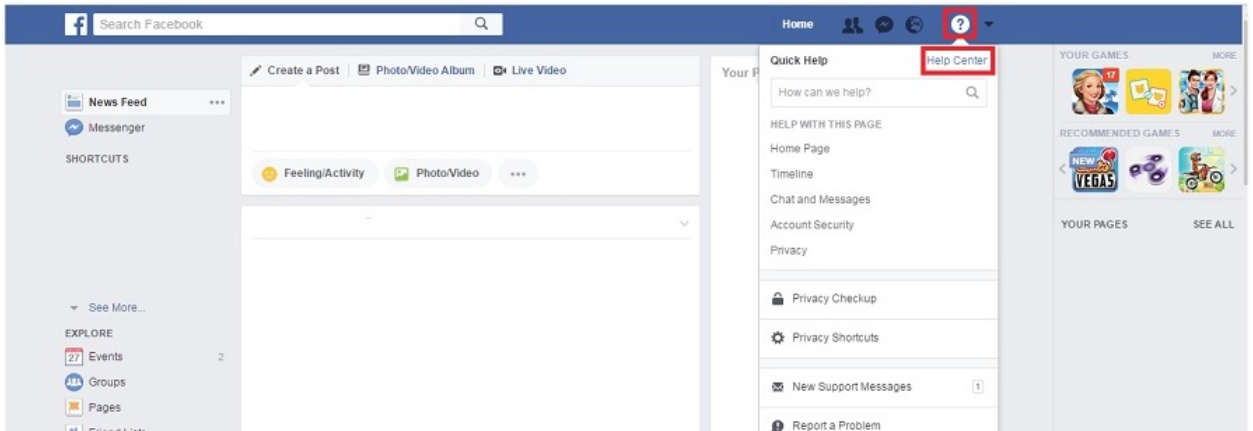 f
Search Facebook
Home
?
Create a Post
Photo/Video Album
Live Video
News Feed
Messenger
SHORTCUTS
Feeling/Activity
Photo/Video
See More...
EXPLORE
27
Events
2
Groups
Pages
Friend Lists
Your P
Quick Help
Help Center
How can we help?
HELP WITH THIS PAGE
Home Page
Timeline
Chat and Messages
Account Security
Privacy
Privacy Checkup
Privacy Shortcuts
New Support Messages
1
Report a Problem
YOUR GAMES
MORE
17
RECOMMENDED GAMES
MORE
NEW
VEGAS
YOUR PAGES
SEE ALL